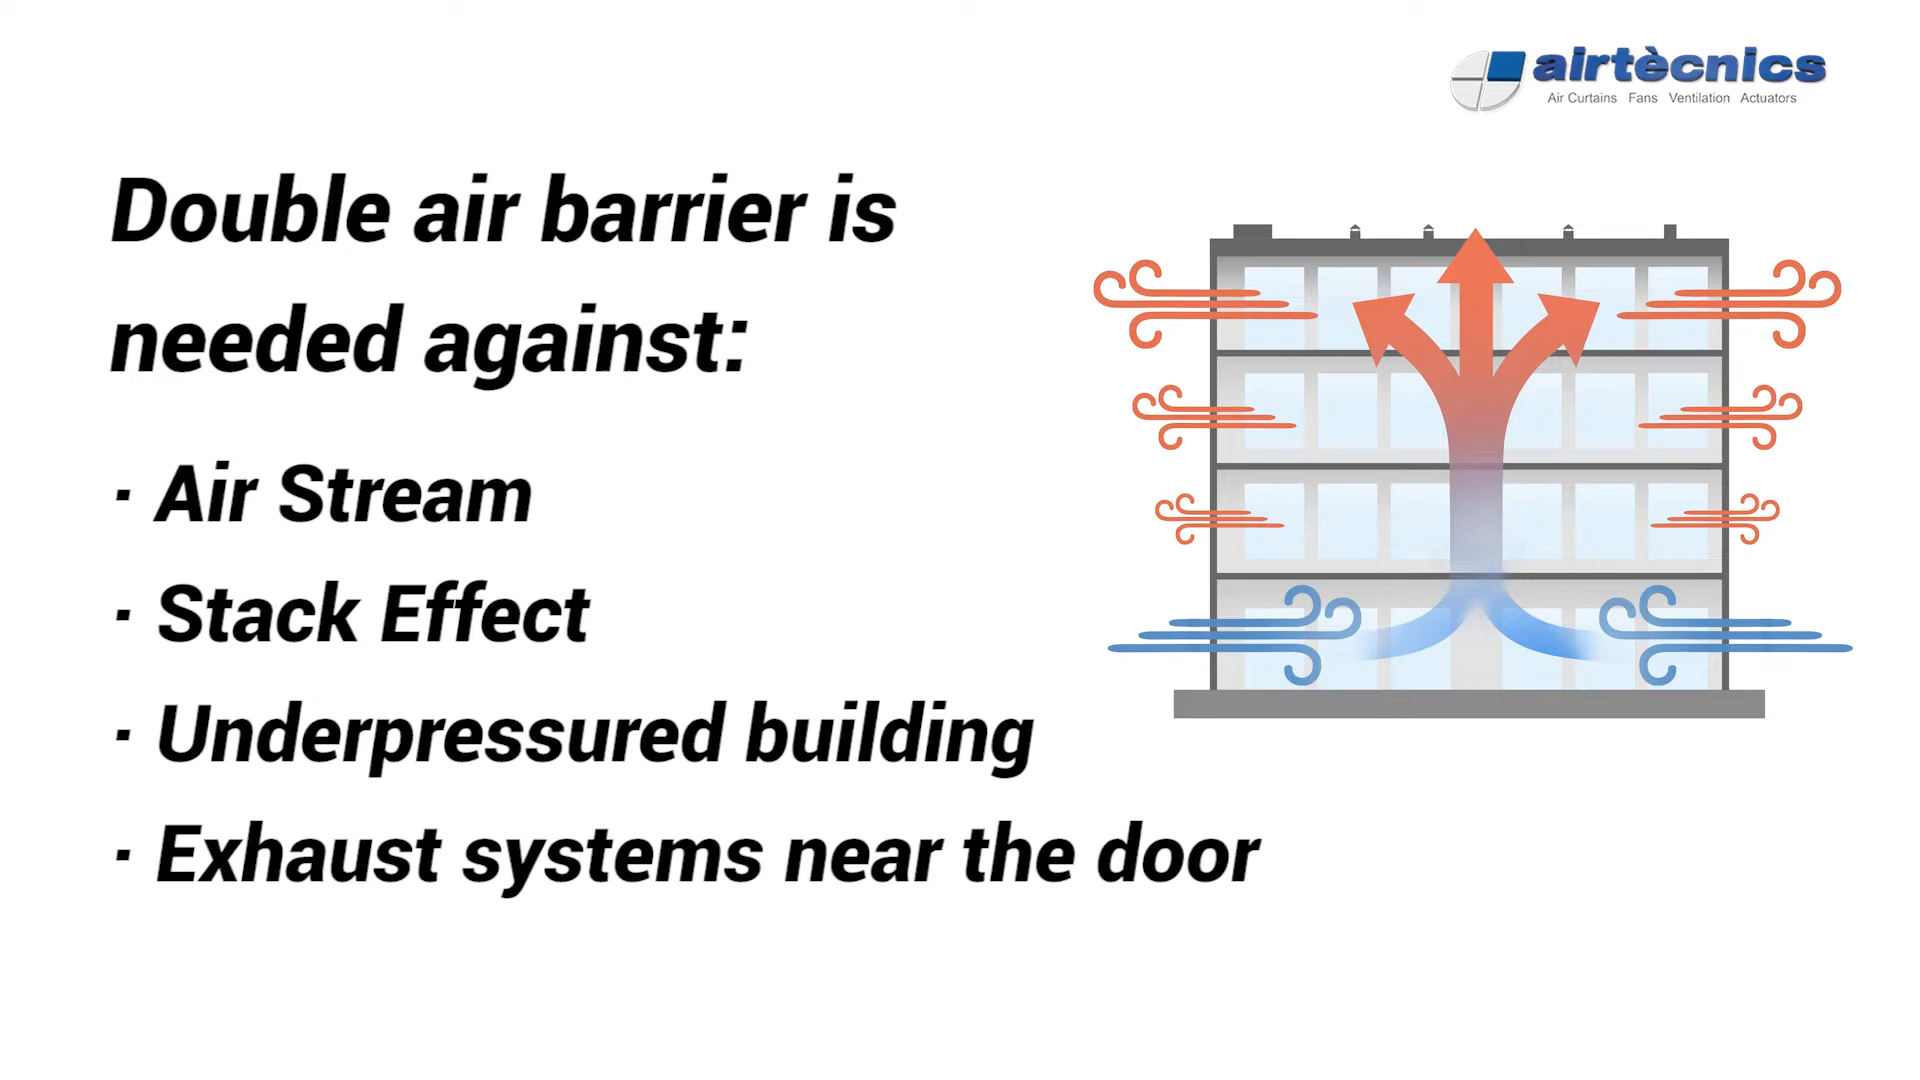 airtècnics
Air Curtains Fans Ventilation Actuators
Double air barrier is
needed against:
· Air Stream
· Stack Effect
· Underpressured building
· Exhaust systems near the door